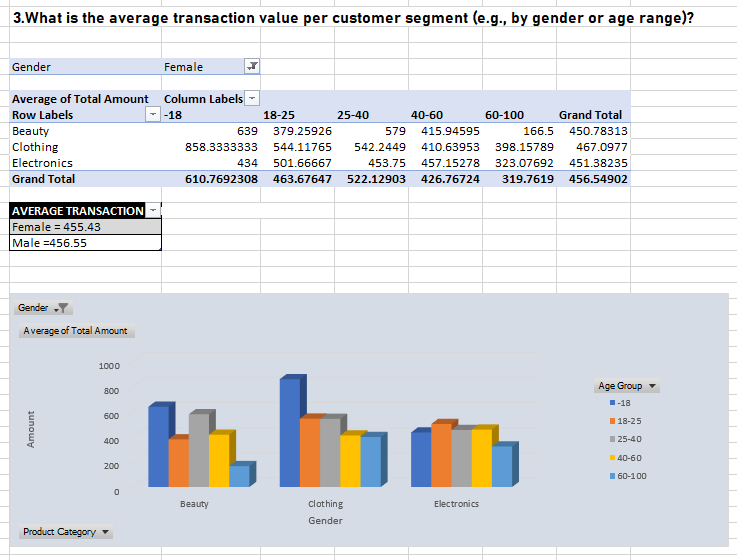 3.What is the average transaction value per customer segment (e.g., by gender or age range)?
Gender Female
Average of Total Amount Column Labels
Row Labels -18 18-25 25-40 40-60 60-100 Grand Total
Beauty 639 379.25926 579 415.94595 166.5 450.78313
Clothing 858.3333333 544.11765 542.2449 410.63953 398.15789 467.0977
Electronics 434 501.66667 453.75 457.15278 323.07692 451.38235
Grand Total 610.7692308 463.67647 522.12903 426.76724 319.7619 456.54902
AVERAGE TRANSACTION
Female = 455.43
Male =456.55
Gender
Average of Total Amount
1000
800
600
400
200
0
Amount
Beauty Clothing Electronics
Gender
Age Group
-18
18-25
25-40
40-60
60-100
Product Category